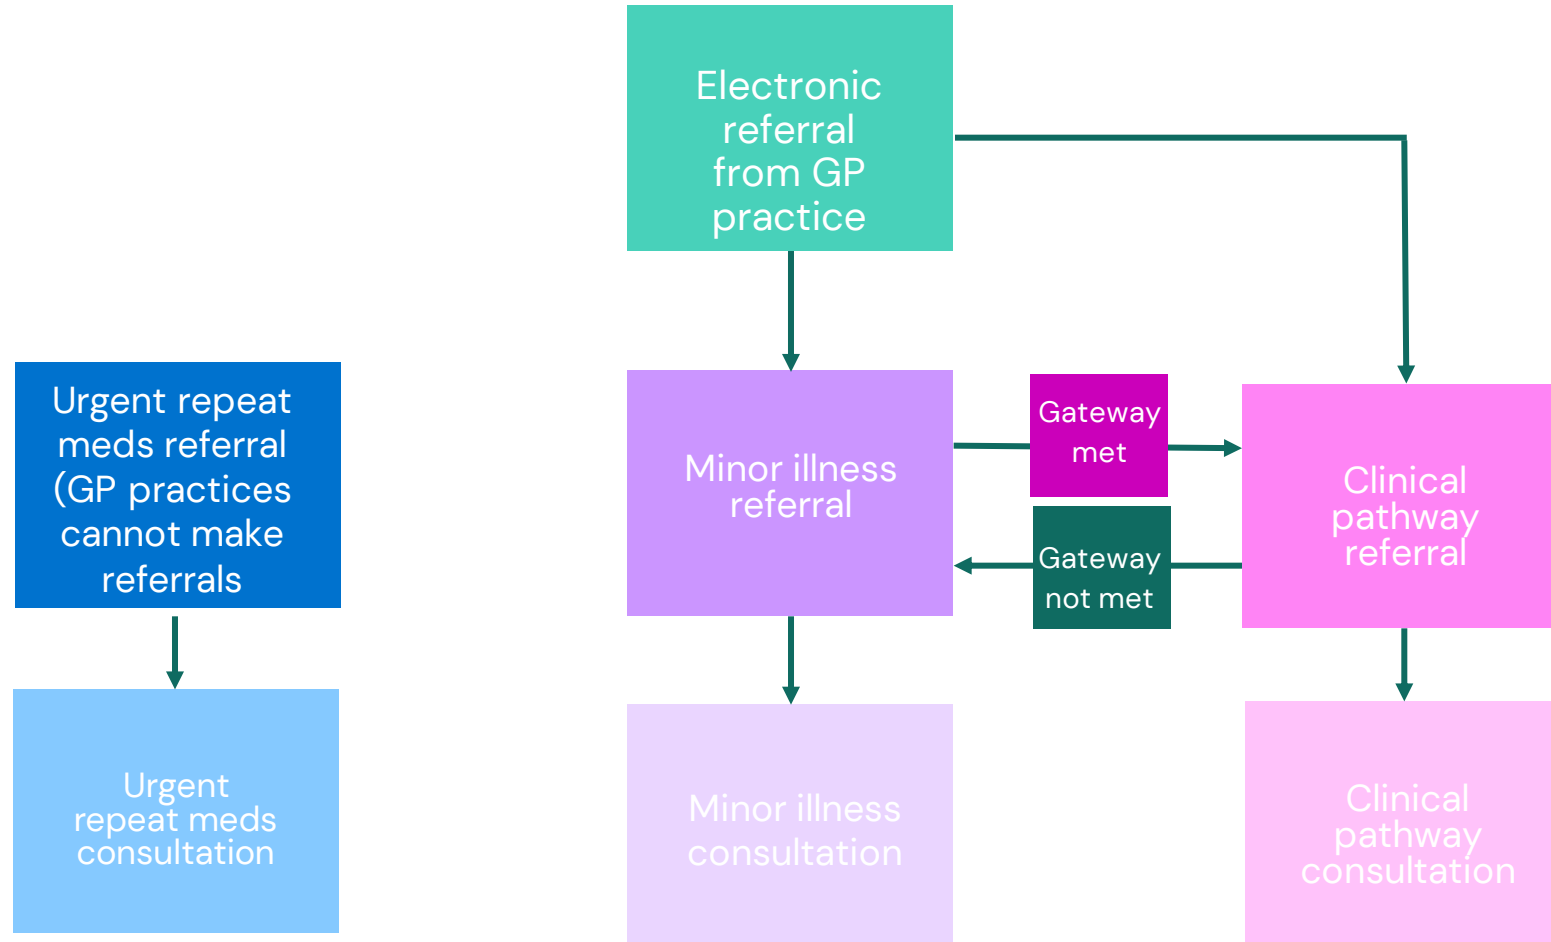 Electronic
referral
from GP
practice
Urgent repeat
meds referral
(GP practices
cannot make
referrals
Minor illness
referral
Gateway
met
Gateway
not met
Clinical
pathway
referral
Urgent
repeat meds
consultation
Minor illness
consultation
Clinical
pathway
consultation